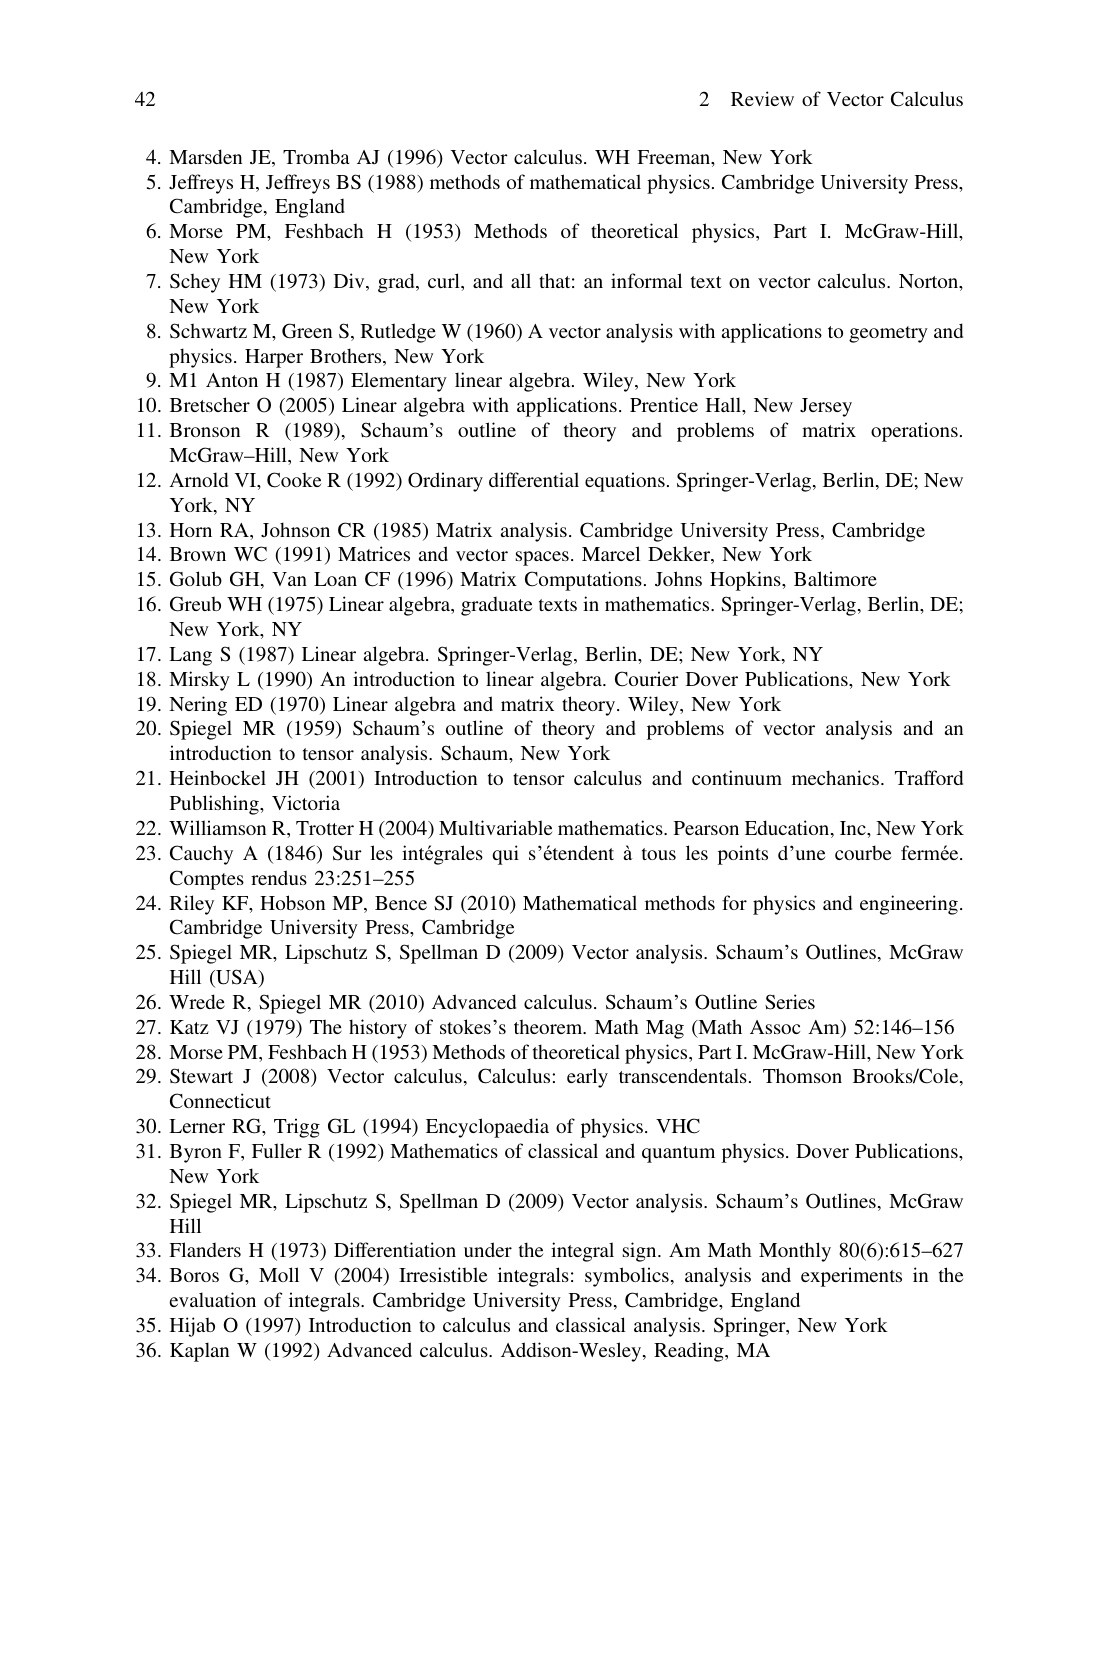 42 2 Review of Vector Calculus
4. Marsden JE, Tromba AJ (1996) Vector calculus. WH Freeman, New York
5. Jeffreys H, Jeffreys BS (1988) methods of mathematical physics. Cambridge University Press,
Cambridge, England
6. Morse PM, Feshbach H (1953) Methods of theoretical physics, Part I. McGraw-Hill,
New York
7. Schey HM (1973) Div, grad, curl, and all that: an informal text on vector calculus. Norton,
New York
8. Schwartz M, Green S, Rutledge W (1960) A vector analysis with applications to geometry and
physics. Harper Brothers, New York
9. M1 Anton H (1987) Elementary linear algebra. Wiley, New York
10. Bretscher O (2005) Linear algebra with applications. Prentice Hall, New Jersey
11. Bronson R (1989), Schaum's outline of theory and problems of matrix operations.
McGraw–Hill, New York
12. Arnold VI, Cooke R (1992) Ordinary differential equations. Springer-Verlag, Berlin, DE; New
York, NY
13. Horn RA, Johnson CR (1985) Matrix analysis. Cambridge University Press, Cambridge
14. Brown WC (1991) Matrices and vector spaces. Marcel Dekker, New York
15. Golub GH, Van Loan CF (1996) Matrix Computations. Johns Hopkins, Baltimore
16. Greub WH (1975) Linear algebra, graduate texts in mathematics. Springer-Verlag, Berlin, DE;
New York, NY
17. Lang S (1987) Linear algebra. Springer-Verlag, Berlin, DE; New York, NY
18. Mirsky L (1990) An introduction to linear algebra. Courier Dover Publications, New York
19. Nering ED (1970) Linear algebra and matrix theory. Wiley, New York
20. Spiegel MR (1959) Schaum's outline of theory and problems of vector analysis and an
introduction to tensor analysis. Schaum, New York
21. Heinbockel JH (2001) Introduction to tensor calculus and continuum mechanics. Trafford
Publishing, Victoria
22. Williamson R, Trotter H (2004) Multivariable mathematics. Pearson Education, Inc, New York
23. Cauchy A (1846) Sur les intégrales qui s'étendent à tous les points d'une courbe fermée.
Comptes rendus 23:251–255
24. Riley KF, Hobson MP, Bence SJ (2010) Mathematical methods for physics and engineering.
Cambridge University Press, Cambridge
25. Spiegel MR, Lipschutz S, Spellman D (2009) Vector analysis. Schaum's Outlines, McGraw
Hill (USA)
26. Wrede R, Spiegel MR (2010) Advanced calculus. Schaum's Outline Series
27. Katz VJ (1979) The history of stokes's theorem. Math Mag (Math Assoc Am) 52:146–156
28. Morse PM, Feshbach H (1953) Methods of theoretical physics, Part I. McGraw-Hill, New York
29. Stewart J (2008) Vector calculus, Calculus: early transcendentals. Thomson Brooks/Cole,
Connecticut
30. Lerner RG, Trigg GL (1994) Encyclopaedia of physics. VHC
31. Byron F, Fuller R (1992) Mathematics of classical and quantum physics. Dover Publications,
New York
32. Spiegel MR, Lipschutz S, Spellman D (2009) Vector analysis. Schaum's Outlines, McGraw
Hill
33. Flanders H (1973) Differentiation under the integral sign. Am Math Monthly 80(6):615–627
34. Boros G, Moll V (2004) Irresistible integrals: symbolics, analysis and experiments in the
evaluation of integrals. Cambridge University Press, Cambridge, England
35. Hijab O (1997) Introduction to calculus and classical analysis. Springer, New York
36. Kaplan W (1992) Advanced calculus. Addison-Wesley, Reading, MA